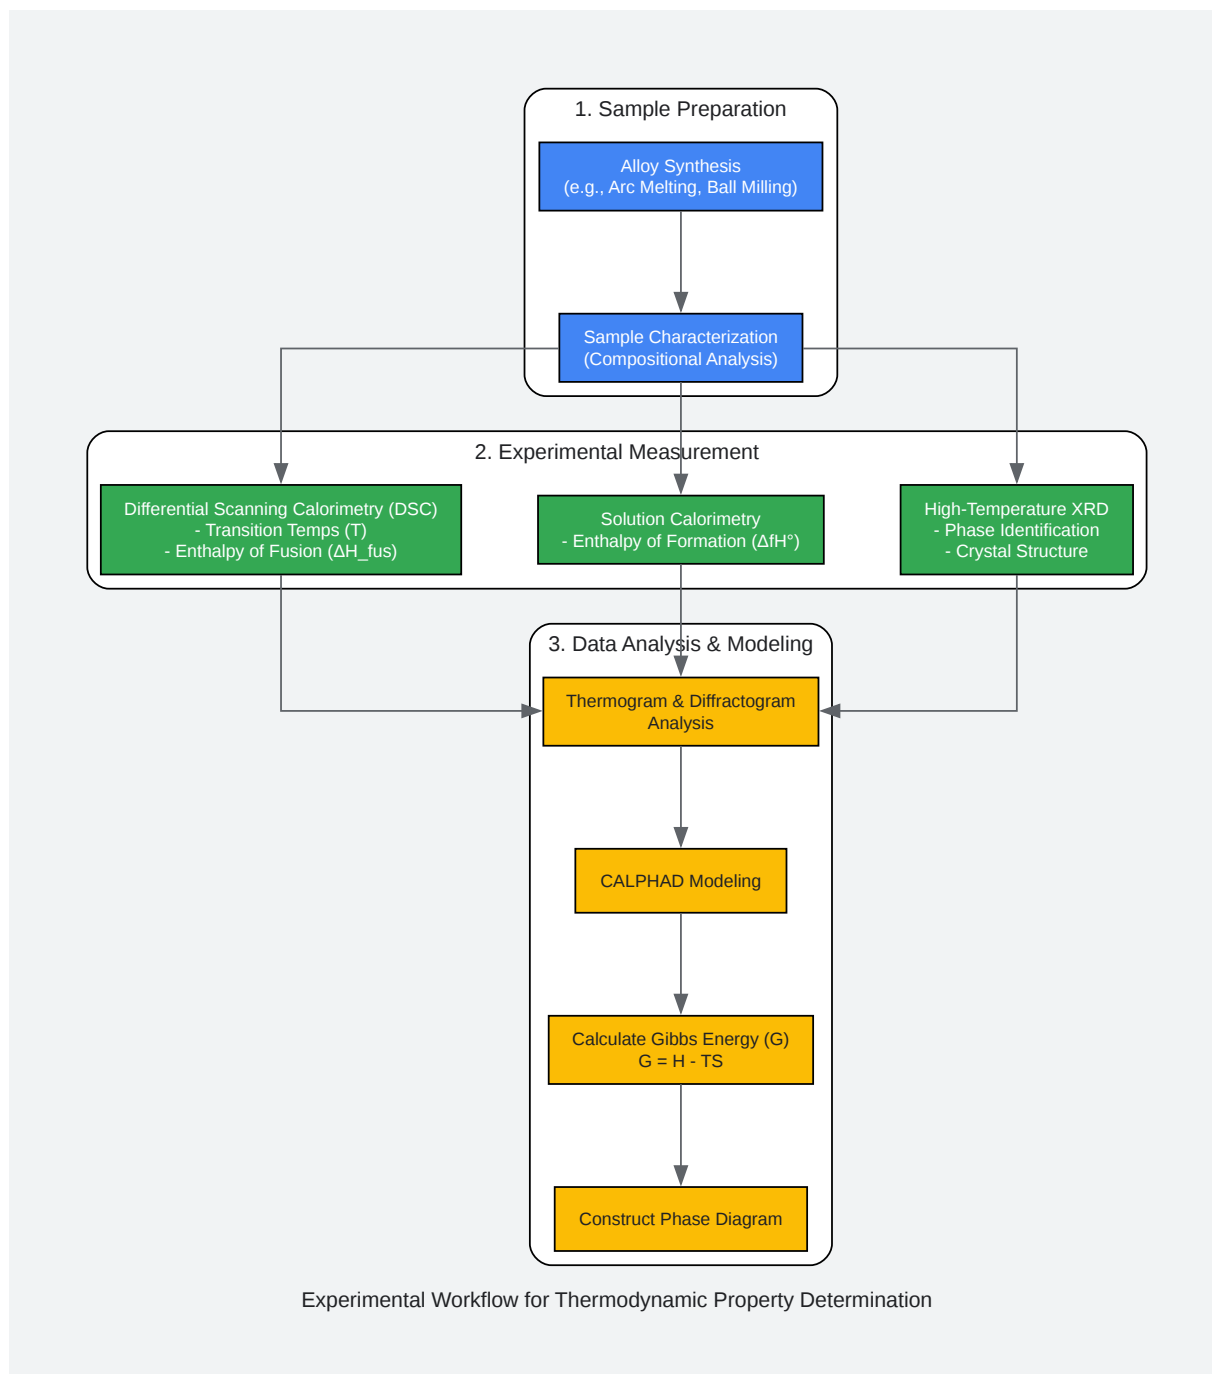 1. Sample Preparation
Alloy Synthesis
(e.g., Arc Melting, Ball Milling)
Sample Characterization
(Compositional Analysis)
2. Experimental Measurement
Differential Scanning Calorimetry (DSC)
- Transition Temps (T)
- Enthalpy of Fusion (ΔH_fus)
Solution Calorimetry
- Enthalpy of Formation (ΔfH°)
High-Temperature XRD
- Phase Identification
- Crystal Structure
3. Data Analysis & Modeling
Thermogram & Diffractogram
Analysis
CALPHAD Modeling
Calculate Gibbs Energy (G)
G = H - TS
Construct Phase Diagram
Experimental Workflow for Thermodynamic Property Determination